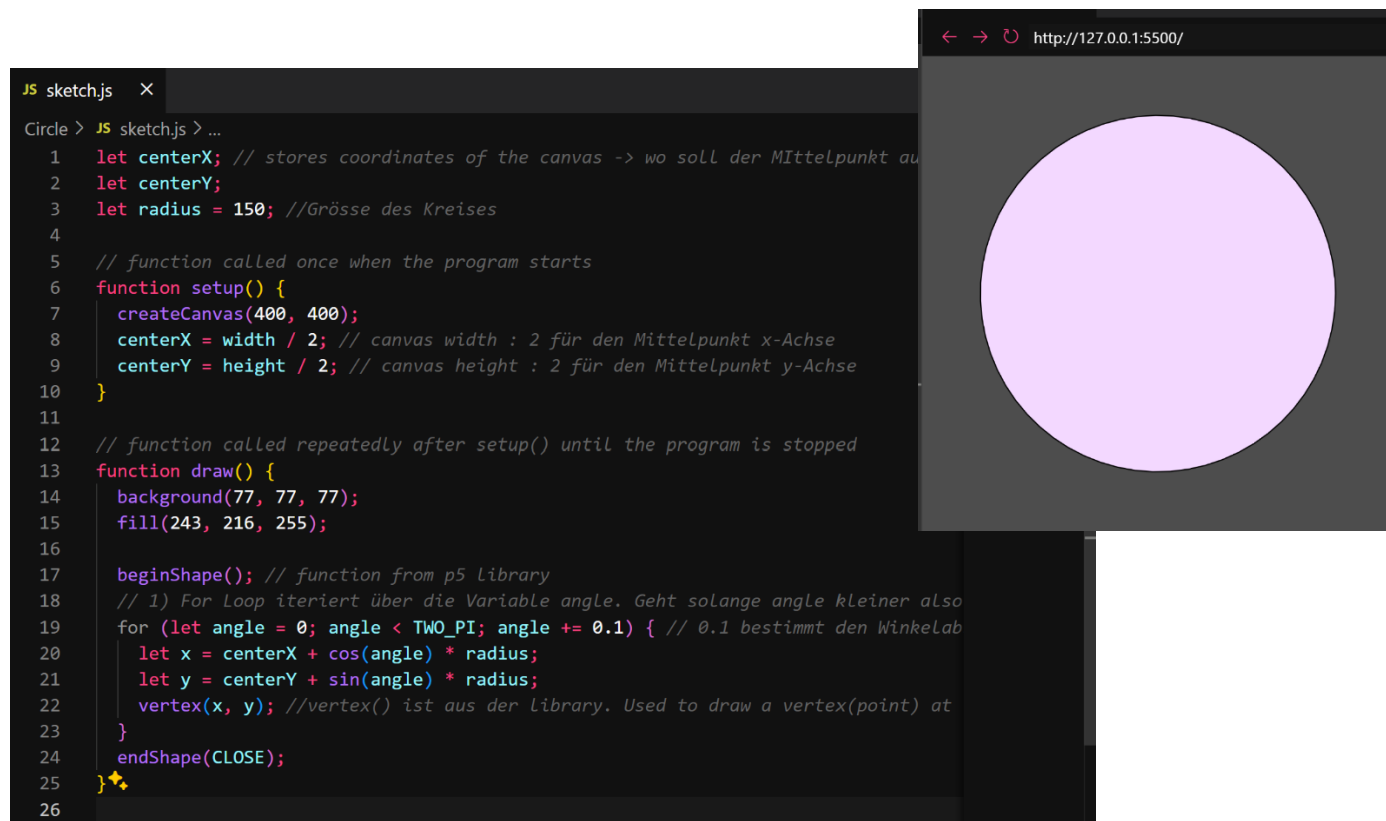 http://127.0.0.1:5500/
JS sketch.js ×
Circle > JS sketch.js > ...
1 let centerX; // stores coordinates of the canvas -> wo soll der MIttelpunkt au
2 let centerY;
3 let radius = 150; //Grösse des Kreises
4
5 // function called once when the program starts
6 function setup() {
7 createCanvas(400, 400);
8 centerX = width / 2; // canvas width : 2 für den Mittelpunkt x-Achse
9 centerY = height / 2; // canvas height : 2 für den Mittelpunkt y-Achse
10 }
11
12 // function called repeatedly after setup() until the program is stopped
13 function draw() {
14 background(77, 77, 77);
15 fill(243, 216, 255);
16
17 beginShape(); // function from p5 library
18 // 1) For Loop iteriert über die Variable angle. Geht solange angle kleiner also
19 for (let angle = 0; angle < TWO_PI; angle += 0.1) { // 0.1 bestimmt den Winkelab
20 let x = centerX + cos(angle) * radius;
21 let y = centerY + sin(angle) * radius;
22 vertex(x, y); //vertex() ist aus der library. Used to draw a vertex(point) at
23 }
24 endShape(CLOSE);
25 }
26